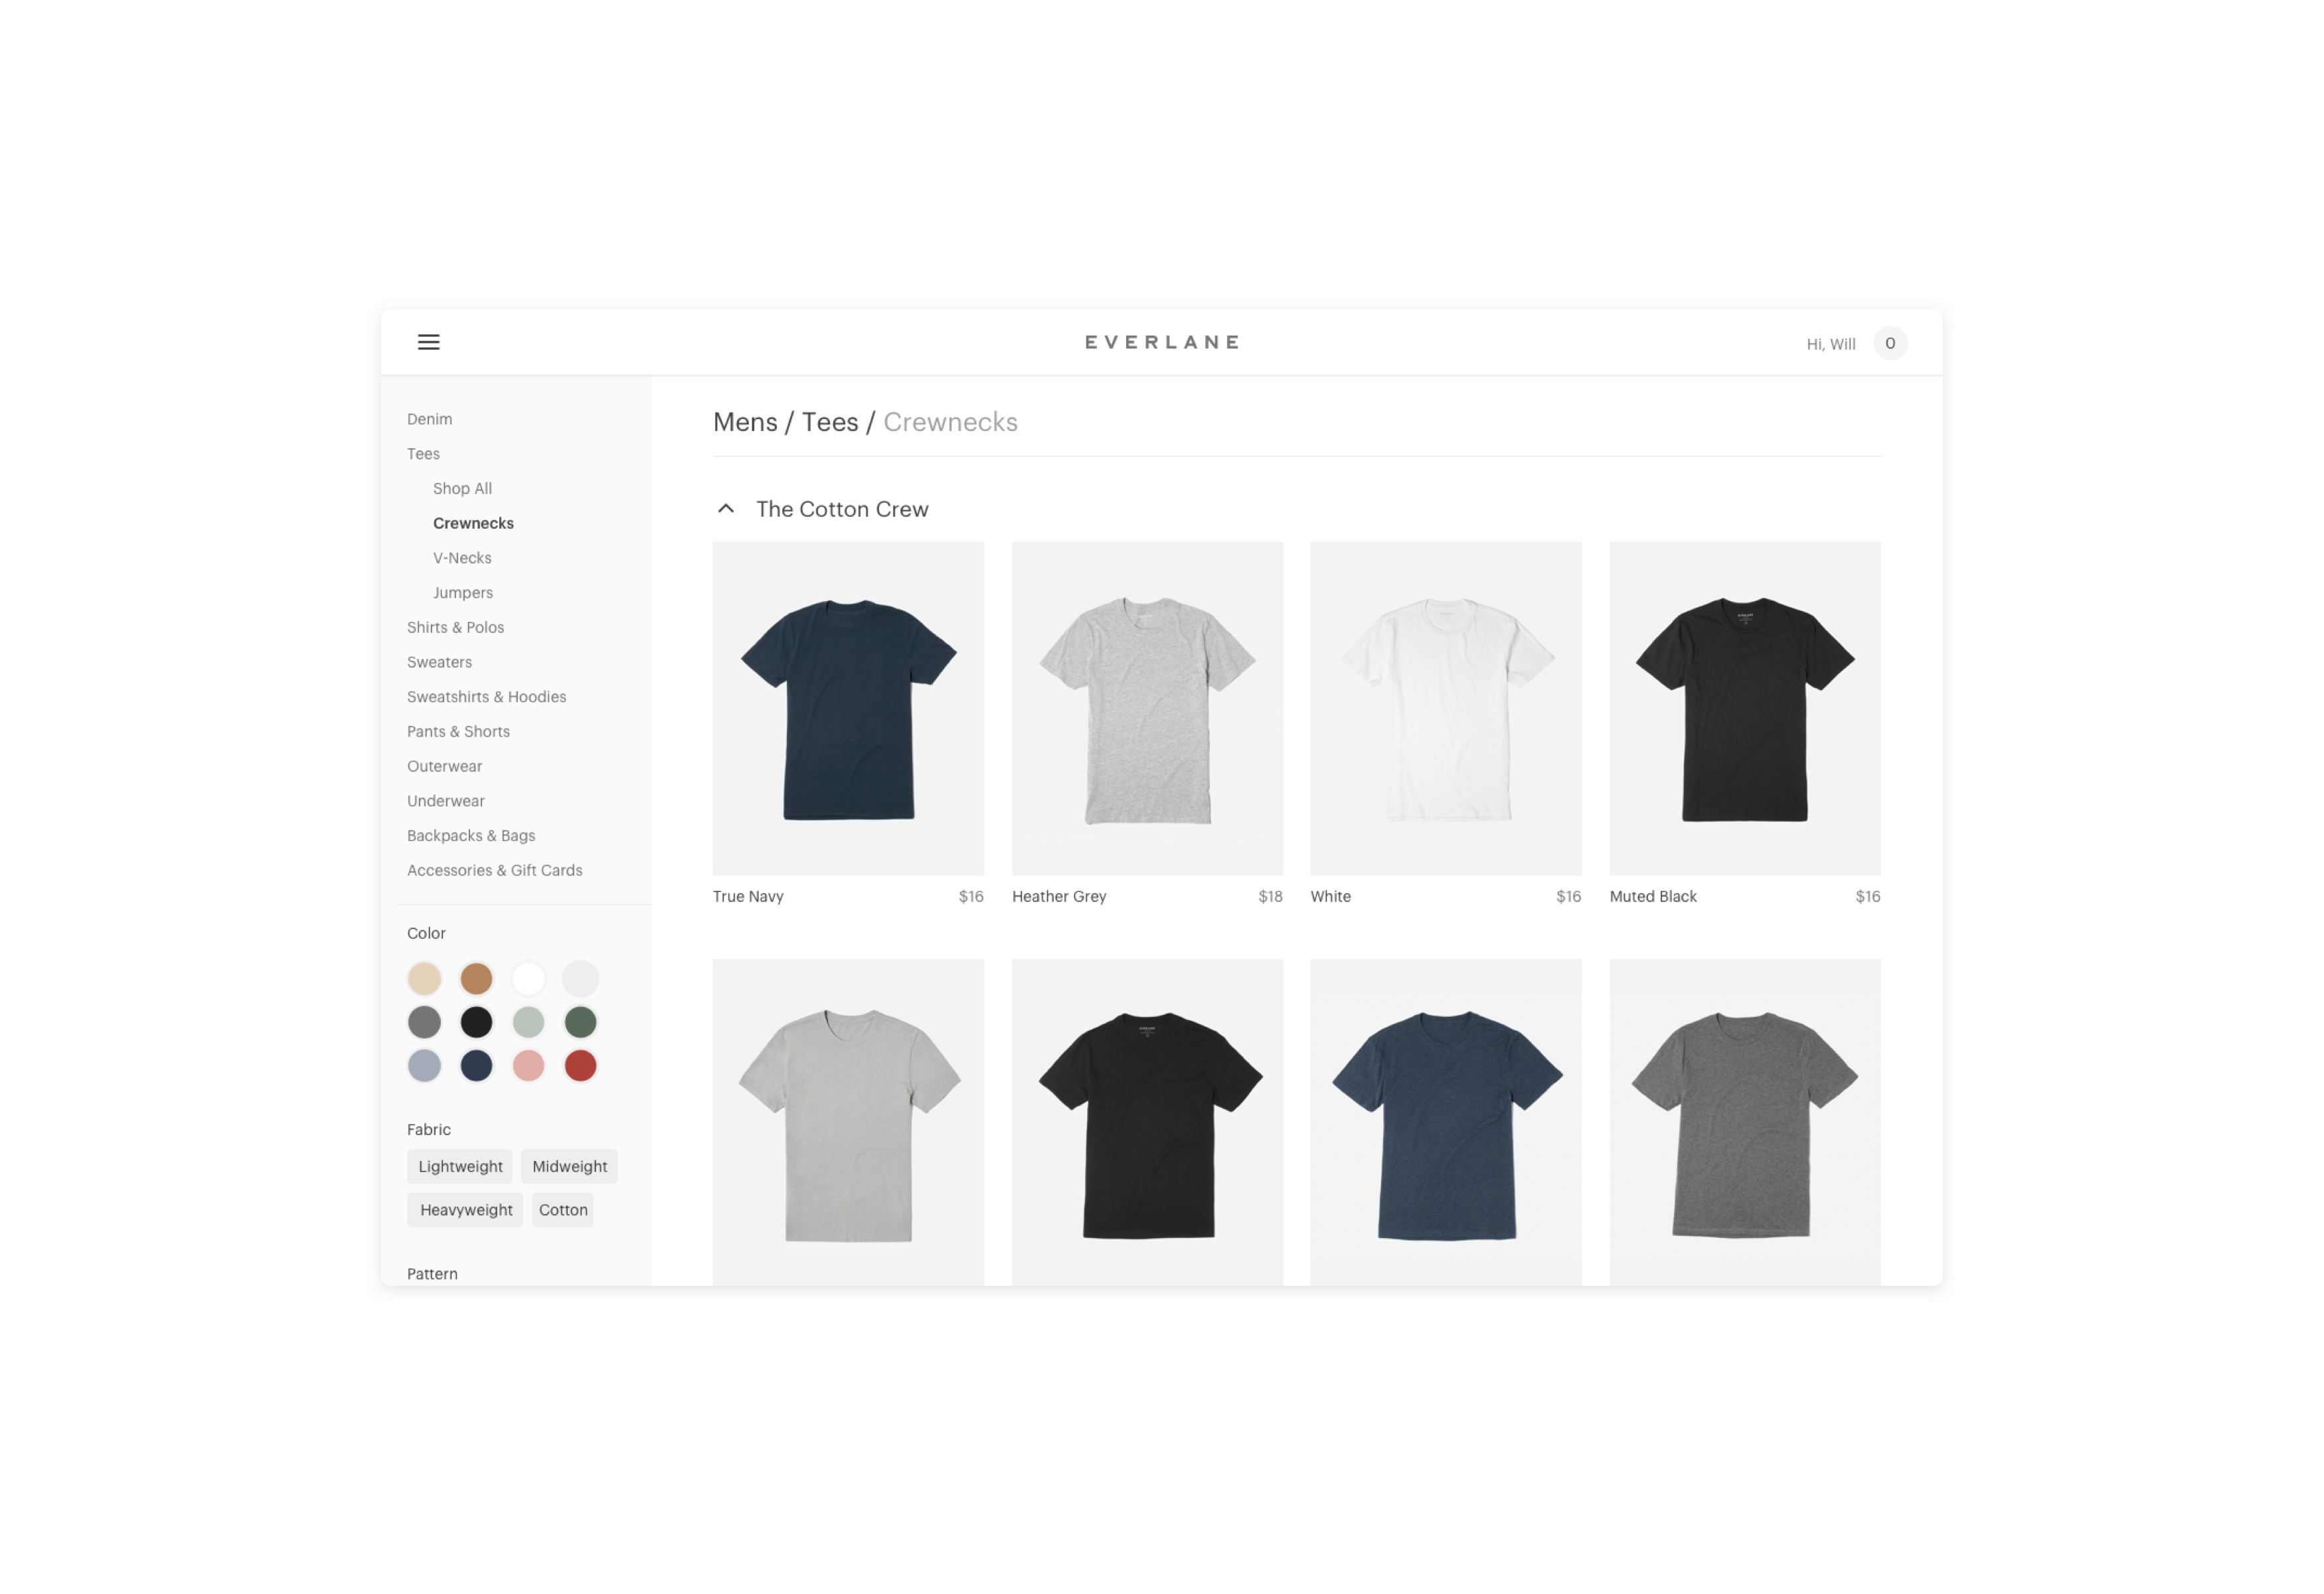 EVERLANE
Hi, Will
0
Denim
Tees
Shop All
Crewnecks
V-Necks
Jumpers
Shirts & Polos
Sweaters
Sweatshirts & Hoodies
Pants & Shorts
Outerwear
Underwear
Backpacks & Bags
Accessories & Gift Cards
Color
Fabric
Lightweight Midweight
Heavyweight Cotton
Pattern
Mens / Tees / Crewnecks
The Cotton Crew
True Navy $16
Heather Grey $18
White $16
Muted Black $16